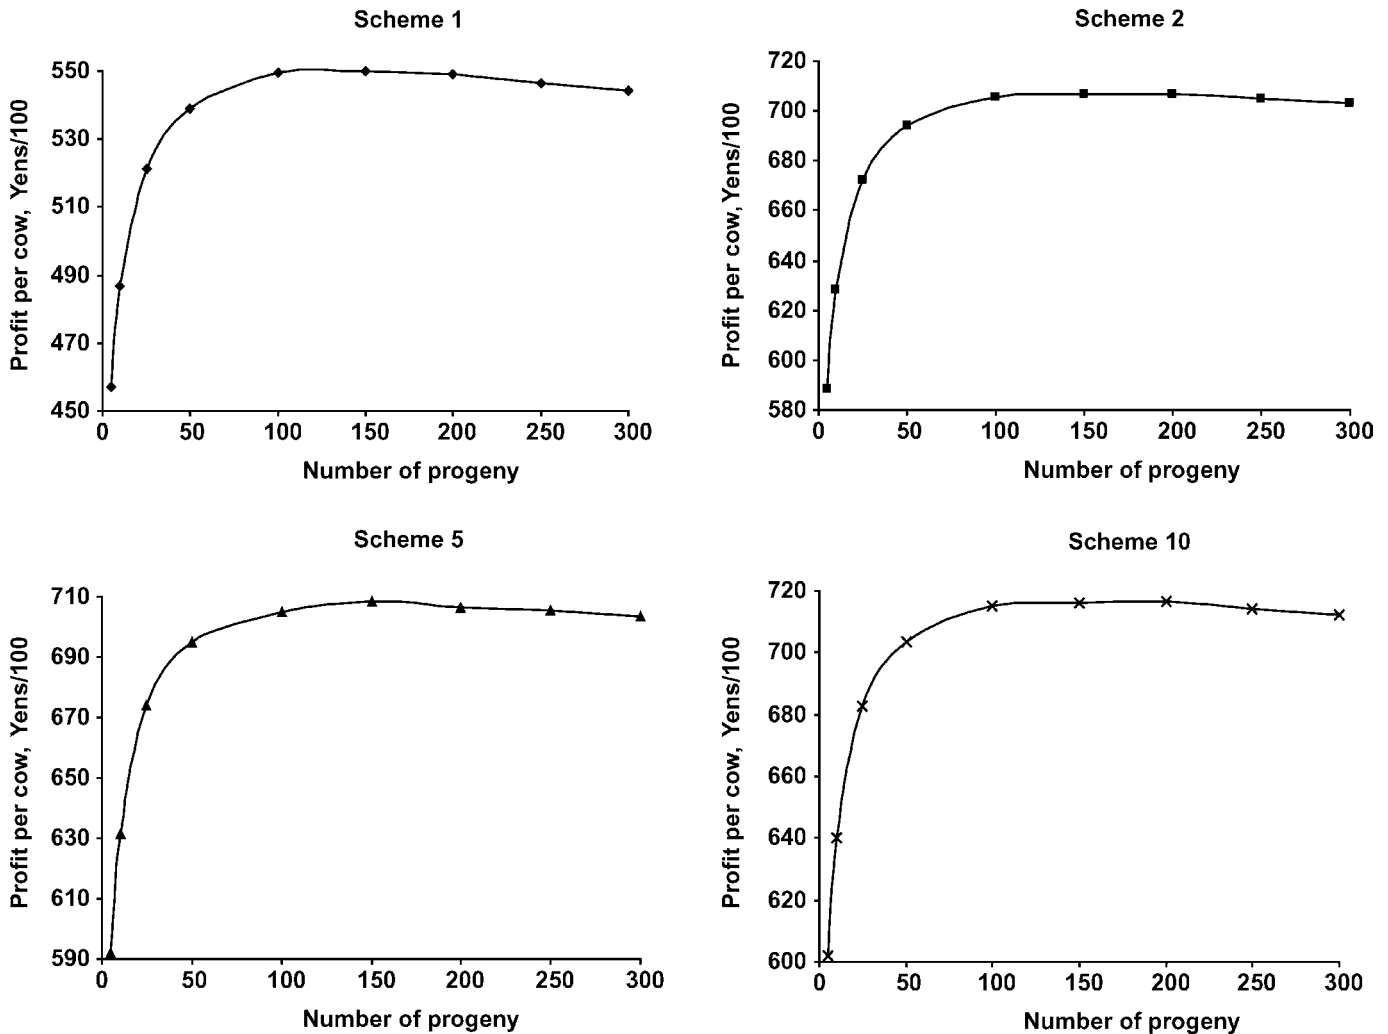 Scheme 1
Profit per cow, Yens/100
550
530
510
490
470
450
0 50 100 150 200 250 300
Number of progeny
Scheme 2
Profit per cow, Yens/100
720
700
680
660
640
620
600
580
0 50 100 150 200 250 300
Number of progeny
Scheme 5
Profit per cow, Yens/100
710
690
670
650
630
610
590
0 50 100 150 200 250 300
Number of progeny
Scheme 10
Profit per cow, Yens/100
720
700
680
660
640
620
600
0 50 100 150 200 250 300
Number of progeny